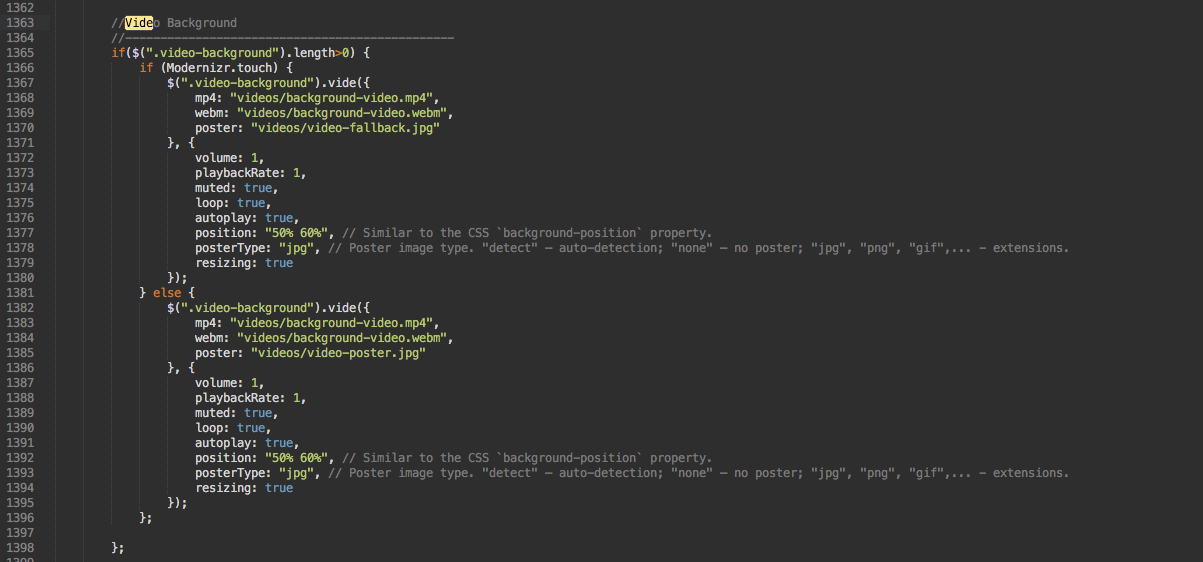 1362
1363 //Video Background
1364 //-----------------------------------------------
1365 if($(".video-background").length>0) {
1366 if (Modernizr.touch) {
1367 $(".video-background").vide({
1368 mp4: "videos/background-video.mp4",
1369 webm: "videos/background-video.webm",
1370 poster: "videos/video-fallback.jpg"
1371 }, {
1372 volume: 1,
1373 playbackRate: 1,
1374 muted: true,
1375 loop: true,
1376 autoplay: true,
1377 position: "50% 60%", // Similar to the CSS `background-position` property.
1378 posterType: "jpg", // Poster image type. "detect" — auto-detection; "none" — no poster; "jpg", "png", "gif",... - extensions.
1379 resizing: true
1380 });
1381 } else {
1382 $(".video-background").vide({
1383 mp4: "videos/background-video.mp4",
1384 webm: "videos/background-video.webm",
1385 poster: "videos/video-poster.jpg"
1386 }, {
1387 volume: 1,
1388 playbackRate: 1,
1389 muted: true,
1390 loop: true,
1391 autoplay: true,
1392 position: "50% 60%", // Similar to the CSS `background-position` property.
1393 posterType: "jpg", // Poster image type. "detect" — auto-detection; "none" — no poster; "jpg", "png", "gif",... - extensions.
1394 resizing: true
1395 });
1396 };
1397
1398 };
1399